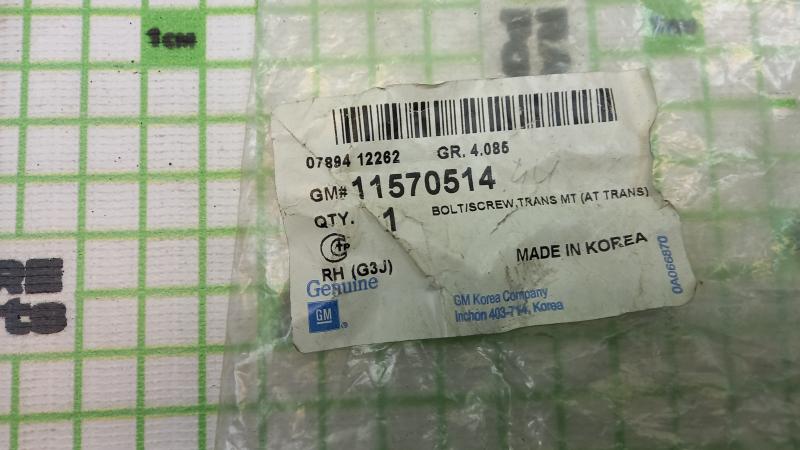 1CM
07894 12262 GR. 4.085
GM# 11570514
BOLT/SCREW,TRANS MT (AT TRANS)
QTY. 1
MADE IN KOREA
RH (G3J)
Genuine
GM
GM Korea Company
Inchon 403-714, Korea
0A066870